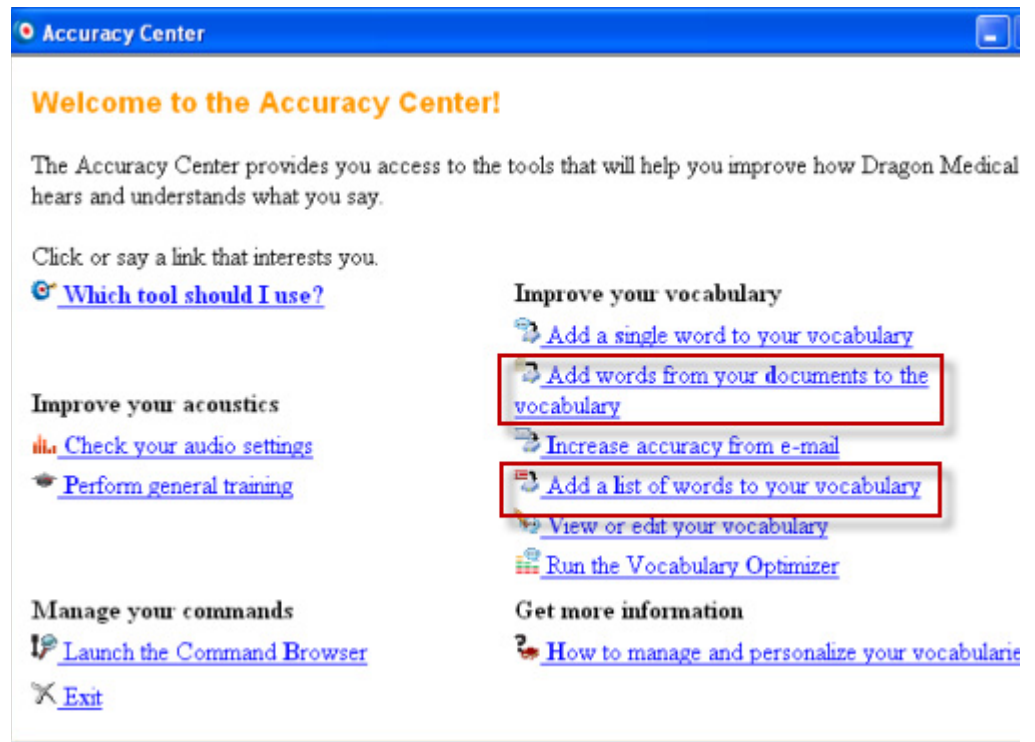 Accuracy Center
Welcome to the Accuracy Center!
The Accuracy Center provides you access to the tools that will help you improve how Dragon Medical
hears and understands what you say.
Click or say a link that interests you.
Which tool should I use?
Improve your acoustics
Check your audio settings
Perform general training
Improve your vocabulary
Add a single word to your vocabulary
Add words from your documents to the
vocabulary
Increase accuracy from e-mail
Add a list of words to your vocabulary
View or edit your vocabulary
Run the Vocabulary Optimizer
Manage your commands
Launch the Command Browser
Exit
Get more information
How to manage and personalize your vocabularie